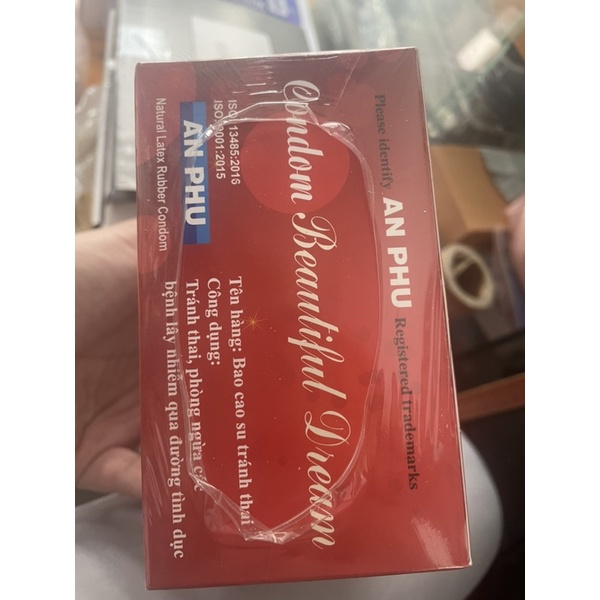 Please identify AN PHU Registered trademarks
Condom Beautiful Dream
ISO 13485:2016
ISO 9001:2015
AN PHU
Natural Latex Rubber Condom
Tên hàng: Bao cao su tránh thai
Công dụng:
Tránh thai, phòng ngừa các
bệnh lây nhiễm qua đường tình dục